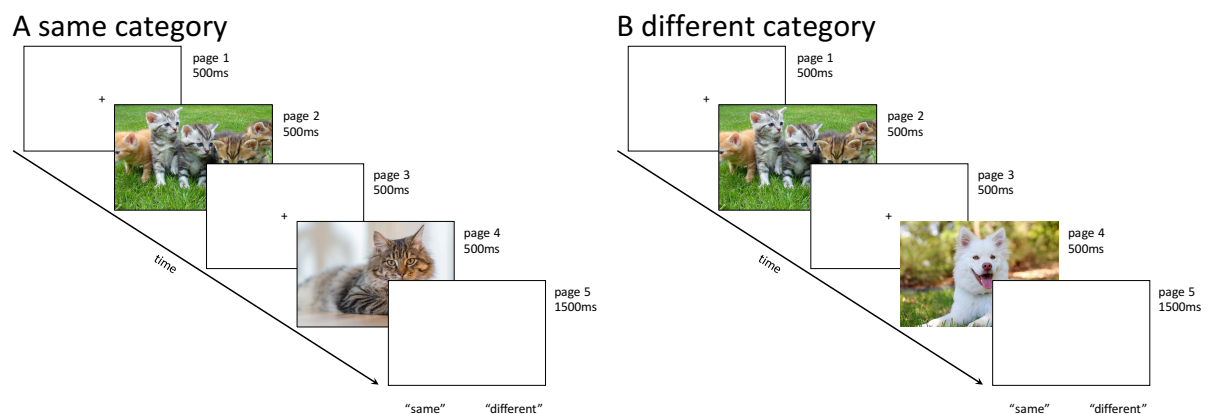 A same category
page 1
500ms
+
page 2
500ms
page 3
500ms
+
page 4
500ms
time
page 5
1500ms
“same” “different”
B different category
page 1
500ms
+
page 2
500ms
page 3
500ms
+
page 4
500ms
time
page 5
1500ms
“same” “different”